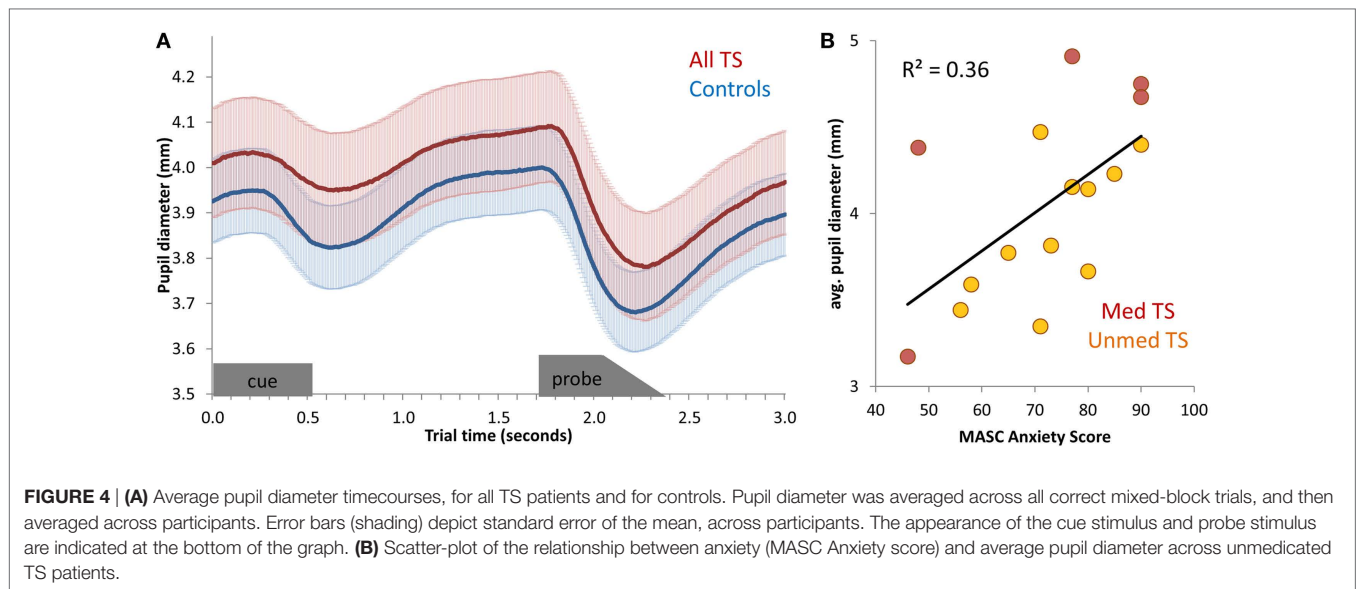 A
All TS
Controls
4.2
4.1
4.0
3.9
3.8
3.7
3.6
3.5
Pupil diameter (mm)
cue
probe
0.0 0.5 1.0 1.5 2.0 2.5 3.0
Trial time (seconds)
B
R² = 0.36
5
4
3
avg. pupil diameter (mm)
Med TS
Unmed TS
40 50 60 70 80 90 100
MASC Anxiety Score
FIGURE 4 | (A) Average pupil diameter timecourses, for all TS patients and for controls. Pupil diameter was averaged across all correct mixed-block trials, and then
averaged across participants. Error bars (shading) depict standard error of the mean, across participants. The appearance of the cue stimulus and probe stimulus
are indicated at the bottom of the graph. (B) Scatter-plot of the relationship between anxiety (MASC Anxiety score) and average pupil diameter across unmedicated
TS patients.